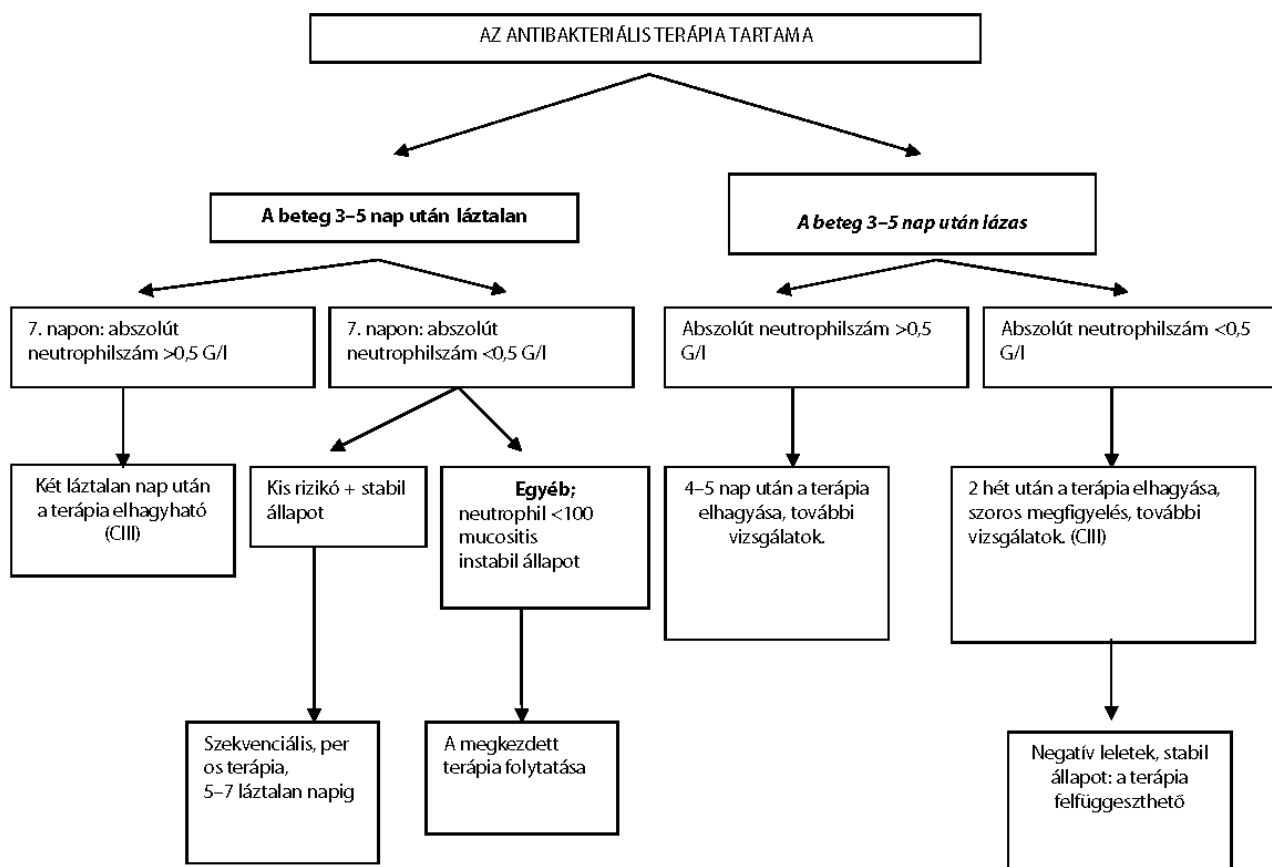 AZ ANTIBAKTERIÁLIS TERÁPIA TARTAMA
A beteg 3–5 nap után láztalan
A beteg 3–5 nap után lázas
7. napon: abszolút
neutrophilszám >0,5 G/l
7. napon: abszolút
neutrophilszám <0,5 G/l
Abszolút neutrophilszám >0,5
G/l
Abszolút neutrophilszám <0,5
G/l
Két láztalan nap után
a terápia elhagyható
(CIII)
Kis rizikó + stabil
állapot
Egyéb;
neutrophil <100
mucositis
instabil állapot
4–5 nap után a terápia
elhagyása, további
vizsgálatok.
2 hét után a terápia elhagyása,
szoros megfigyelés, további
vizsgálatok. (CIII)
Szekvenciális, per
os terápia,
5–7 láztalan napig
A megkezdett
terápia folytatása
Negatív leletek, stabil
állapot: a terápia
felfüggeszthető